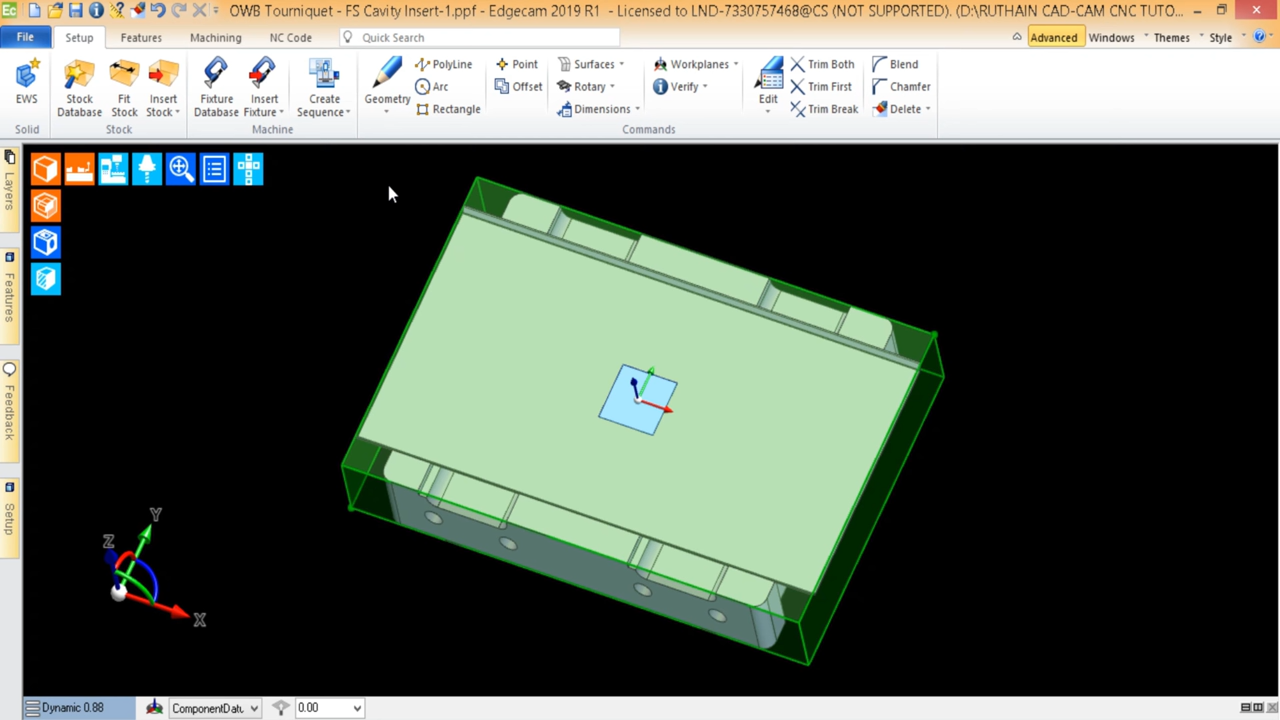 Ec OWB Tourniquet - FS Cavity Insert-1.ppf - Edgecam 2019 R1 - Licensed to LND-7330757468@CS (NOT SUPPORTED). (D:\RUTHAIN CAD-CAM CNC TUTO...
File Setup Features Machining NC Code Quick Search Advanced Windows Themes Style
EWS Stock Database Fit Stock Insert Stock Fixture Database Insert Fixture Create Sequence Geometry Edit
PolyLine Point Surfaces Workplanes Trim Both Blend
Arc Offset Rotary Verify Trim First Chamfer
Rectangle Dimensions Trim Break Delete
Solid Stock Machine Commands
Layers
Features
Feedback
Setup
Y
Z
X
Dynamic 0.88 ComponentDatu 0.00